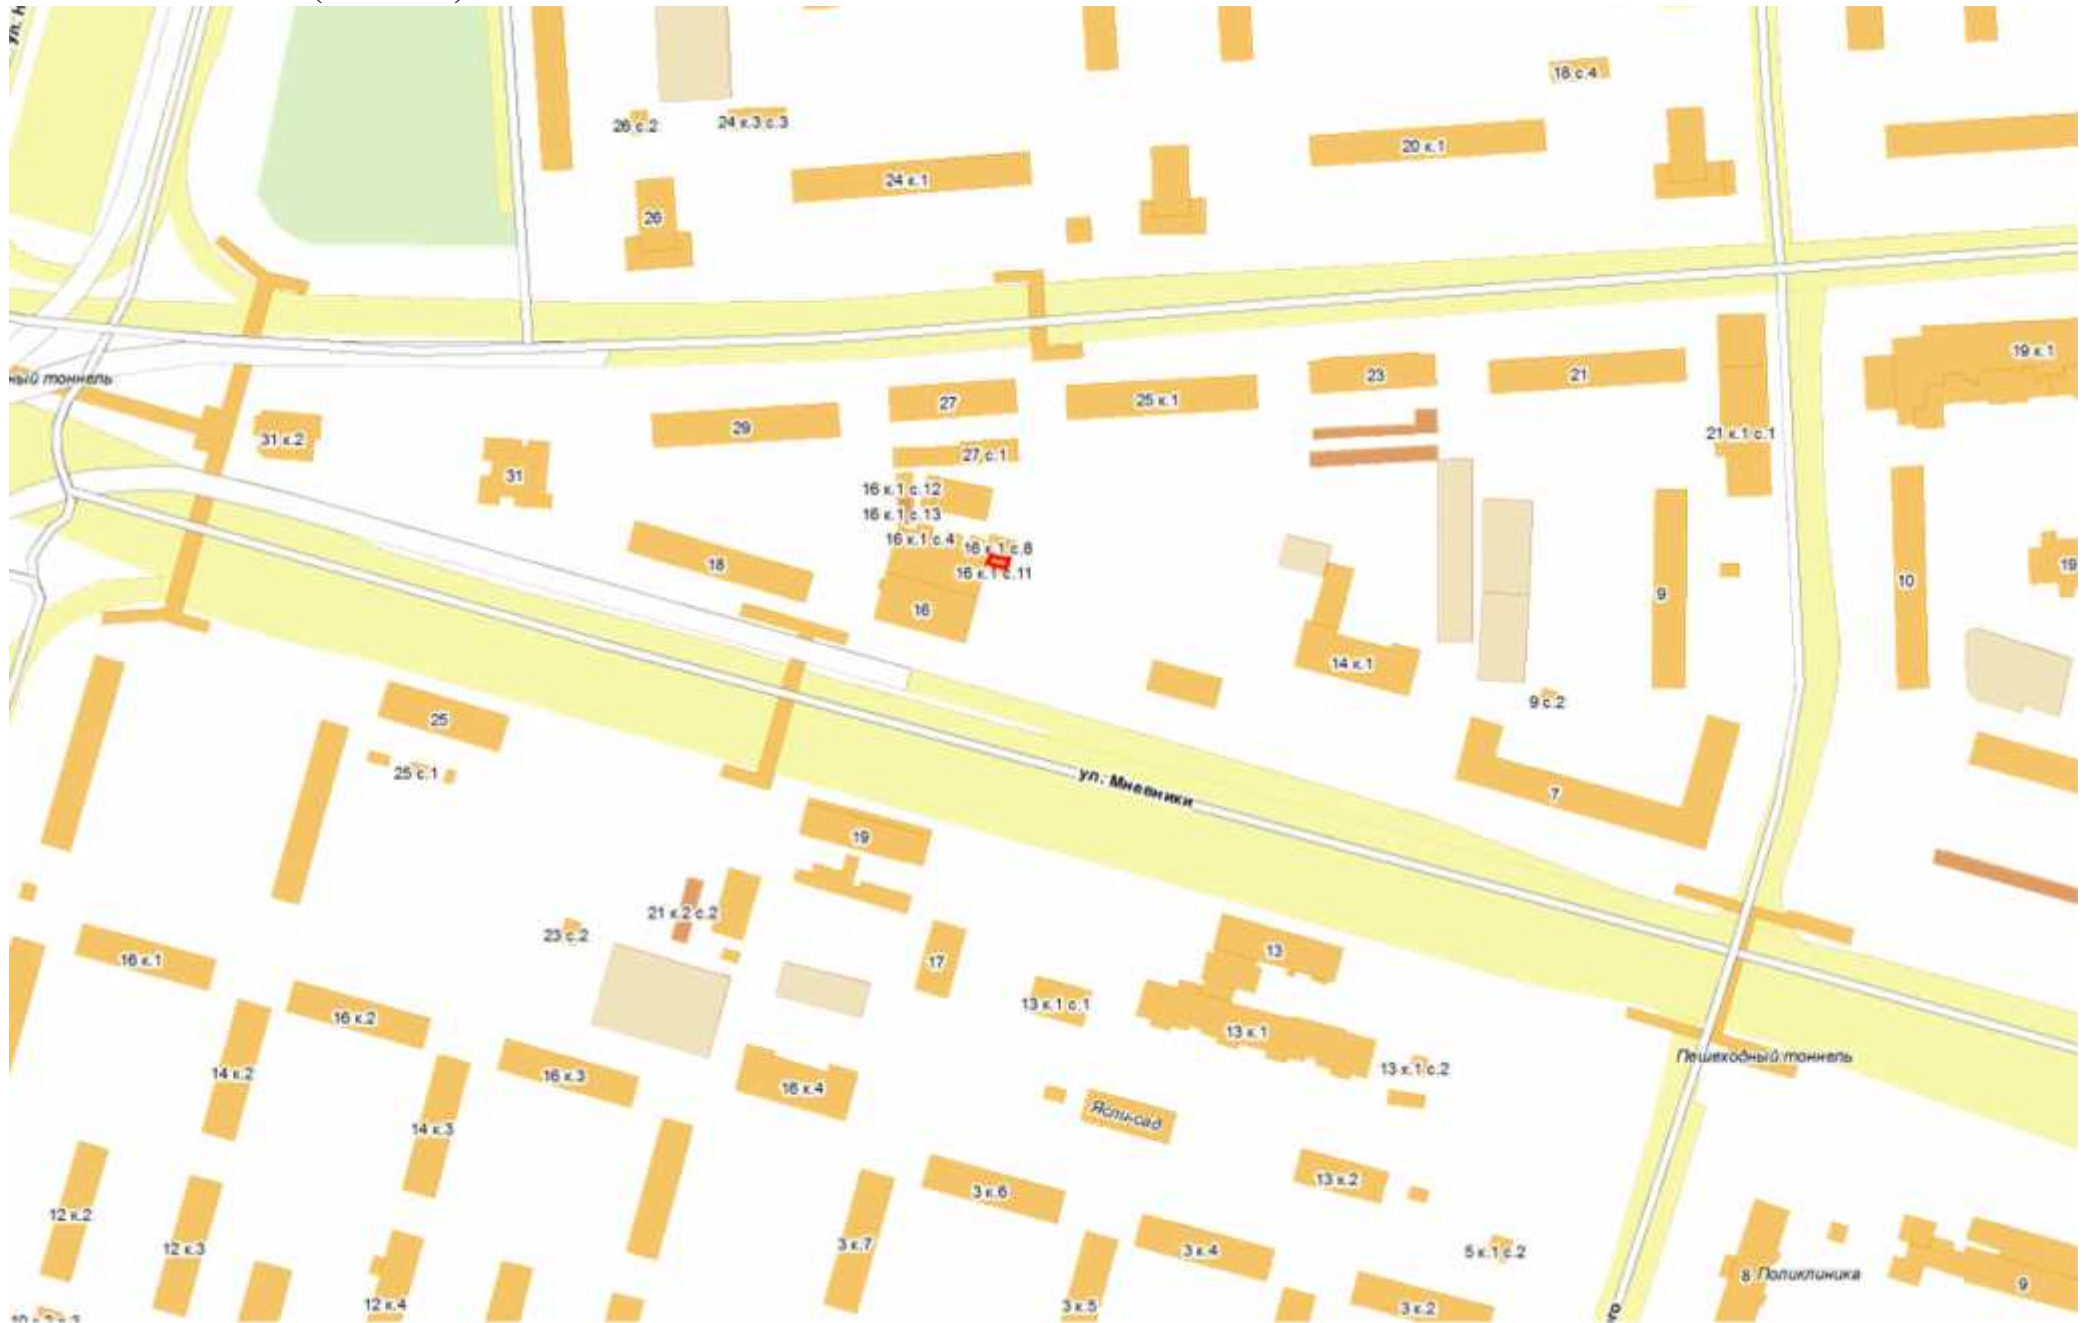 18 с.4
26 с.2
24 к.3 с.3
20 к.1
24 к.1
26
19 к.1
ный тоннель
23
21
27
25 к.1
29
31 к.2
21 к.1 с.1
27 с.1
31
16 к.1 с.12
16 к.1 с.13
16 к.1 с.4
16 к.1 с.8
18
16 к.1 с.11
19
10
9
16
14 к.1
9 с.2
25
25 с.1
ул. Мневники
7
19
21 к.2 с.2
23 с.2
13
16 к.1
17
13 к.1 с.1
16 к.2
13 к.1
Пешеходный тоннель
14 к.2
16 к.3
16 к.4
13 к.1 с.2
Ясли-сад
14 к.3
13 к.2
3 к.6
12 к.2
12 к.3
3 к.7
3 к.4
5 к.1 с.2
8 Поликлиника
9
12 к.4
3 к.5
3 к.2